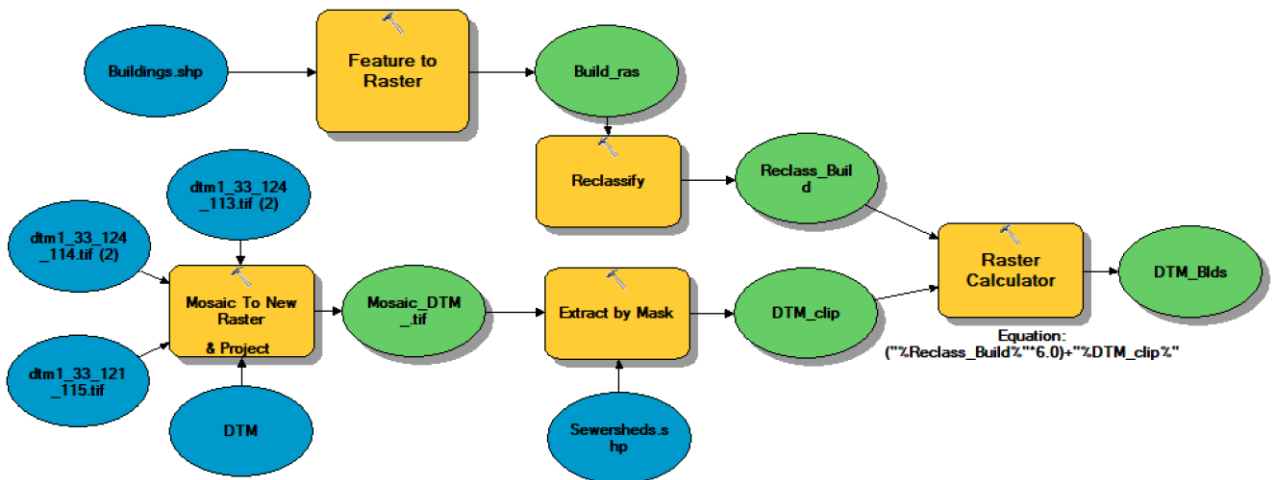 Buildings.shp
Feature to
Raster
Build_ras
Reclassify
Reclass_Buil
d
dtm1_33_124
_113.tif (2)
dtm1_33_124
_114.tif (2)
dtm1_33_121
_115.tif
DTM
Mosaic To New
Raster
& Project
Mosaic_DTM
_.tif
Extract by Mask
Sewersheds.s
hp
DTM_clip
Raster
Calculator
Equation:
("%Reclass_Build%"*6.0)+"%DTM_clip%"
DTM_Blds